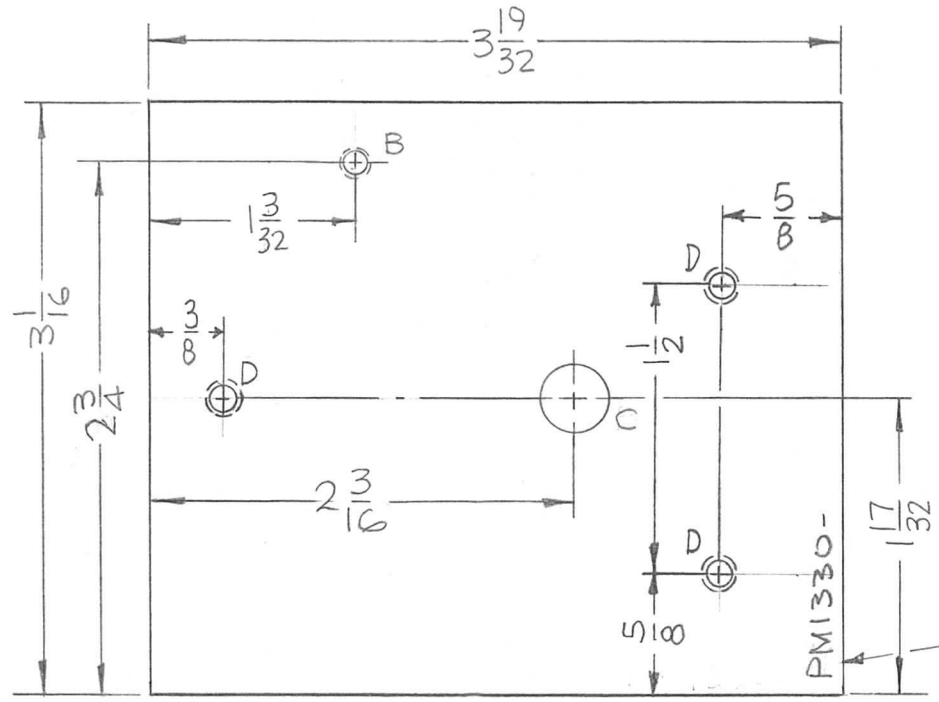 3 19/32
B
1 3/32
5/8
D
3 1/16
3/8
1 1/2
2 3/4
D
C
2 3/16
1 17/32
D
5/8
PM1330-